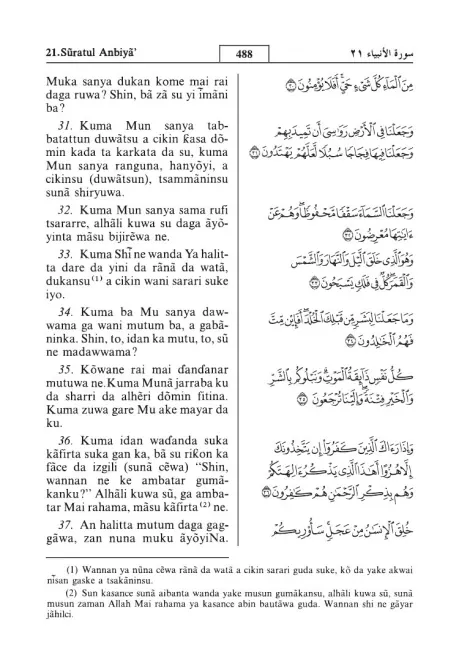 21.Sūratul Anbiyā’
488
سورة الأنبياء ٢١
Muka sanya dukan kome mai rai
daga ruwa? Shin, bā zā su yi ĩmāni
ba?
31. Kuma Mun sanya tab-
batattun duwātsu a cikin ƙasa dō-
min kada ta karkata da su, kuma
Mun sanya ranguna, hanyōyi, a
cikinsu (duwātsun), tsammāninsu
sunā shiryuwa.
32. Kuma Mun sanya sama rufi
tsararre, alhāli kuwa su daga āyō-
yinta māsu bijirēwa ne.
33. Kuma Shĩ ne wanda Ya halit-
ta dare da yini da rānā da watā,
dukansu(1) a cikin wani sarari suke
iyo.
34. Kuma ba Mu sanya daw-
wama ga wani mutum ba, a gabā-
ninka. Shin, to, idan ka mutu, to, sū
ne madawwama?
35. Kōwane rai mai ɗanɗanar
mutuwa ne.Kuma Munā jarraba ku
da sharri da alhēri dōmin fitina.
Kuma zuwa gare Mu ake mayar da
ku.
36. Kuma idan waɗanda suka
kāfirta suka gan ka, bā su riƙon ka
fāce da izgili (sunā cēwa) “Shin,
wannan ne ke ambatar gumā-
kanku?” Alhāli kuwa sū, ga amba-
tar Mai rahama, māsu kāfirta(2) ne.
37. An halitta mutum daga gag-
gāwa, zan nuna muku āyōyiNa.
مِنَ الْمَاءِ كُلَّ شَيْءٍ حَيٍّ أَفَلَا يُؤْمِنُونَ ۝٣٠
وَجَعَلْنَا فِي الْأَرْضِ رَوَاسِيَ أَن تَمِيدَ بِهِمْ
وَجَعَلْنَا فِيهَا فِجَاجًا سُبُلًا لَّعَلَّهُمْ يَهْتَدُونَ ۝٣١
وَجَعَلْنَا السَّمَاءَ سَقْفًا مَّحْفُوظًا وَهُمْ عَنْ
ءَايَٰتِهَا مُعْرِضُونَ ۝٣٢
وَهُوَ الَّذِي خَلَقَ الَّيْلَ وَالنَّهَارَ وَالشَّمْسَ
وَالْقَمَرَ كُلٌّ فِي فَلَكٍ يَسْبَحُونَ ۝٣٣
وَمَا جَعَلْنَا لِبَشَرٍ مِّن قَبْلِكَ الْخُلْدَ أَفَإِيْن مِّتَّ
فَهُمُ الْخَٰلِدُونَ ۝٣٤
كُلُّ نَفْسٍ ذَائِقَةُ الْمَوْتِ وَنَبْلُوكُم بِالشَّرِّ
وَالْخَيْرِ فِتْنَةً وَإِلَيْنَا تُرْجَعُونَ ۝٣٥
وَإِذَا رَءَاكَ الَّذِينَ كَفَرُوا إِن يَتَّخِذُونَكَ
إِلَّا هُزُوًا أَهَٰذَا الَّذِي يَذْكُرُ ءَالِهَتَكُمْ
وَهُم بِذِكْرِ الرَّحْمَٰنِ هُمْ كَٰفِرُونَ ۝٣٦
خُلِقَ الْإِنسَٰنُ مِنْ عَجَلٍ سَأُو۟رِيكُمْ
(1) Wannan ya nūna cēwa rānā da watā a cikin sarari guda suke, kō da yake akwai
nĩsan gaske a tsakāninsu.
(2) Sun kasance sunā aibanta wanda yake musun gumākansu, alhāli kuwa sū, sunā
musun zaman Allah Mai rahama ya kasance abin bautāwa guda. Wannan shi ne gāyar
jāhilci.